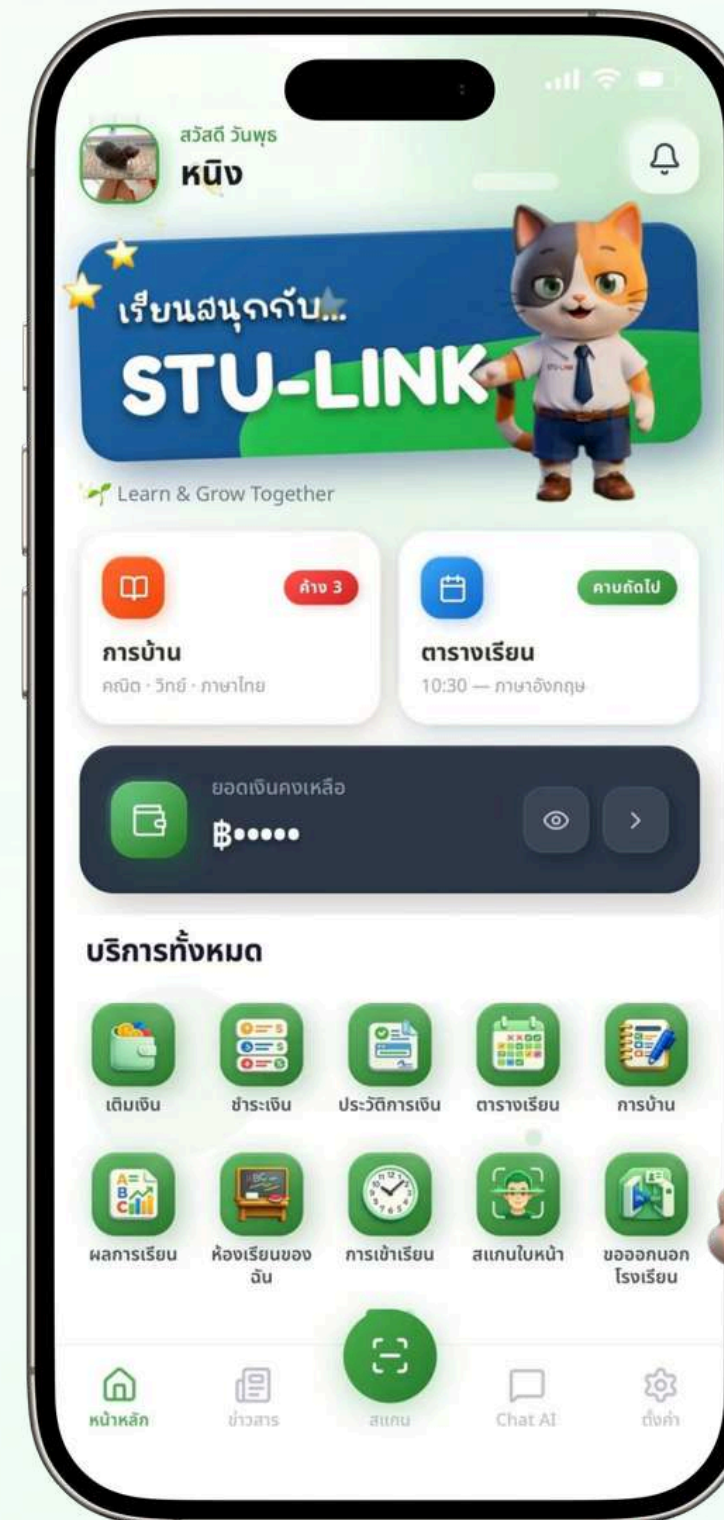 สวัสดี วันพุธ
หนิง
เรียนสนุกกับ...
STU-LINK
STU-LINK
Learn & Grow Together
ค้าง 3
คาบถัดไป
การบ้าน
ตารางเรียน
คณิต · วิทย์ · ภาษาไทย
10:30 — ภาษาอังกฤษ
ยอดเงินคงเหลือ
฿•••••
บริการทั้งหมด
เติมเงิน
ชำระเงิน
ประวัติการเงิน
ตารางเรียน
การบ้าน
A=
B
C
ผลการเรียน
ห้องเรียนของ
ฉัน
การเข้าเรียน
สแกนใบหน้า
ขอออกนอก
โรงเรียน
หน้าหลัก
ข่าวสาร
สแกน
Chat AI
ตั้งค่า